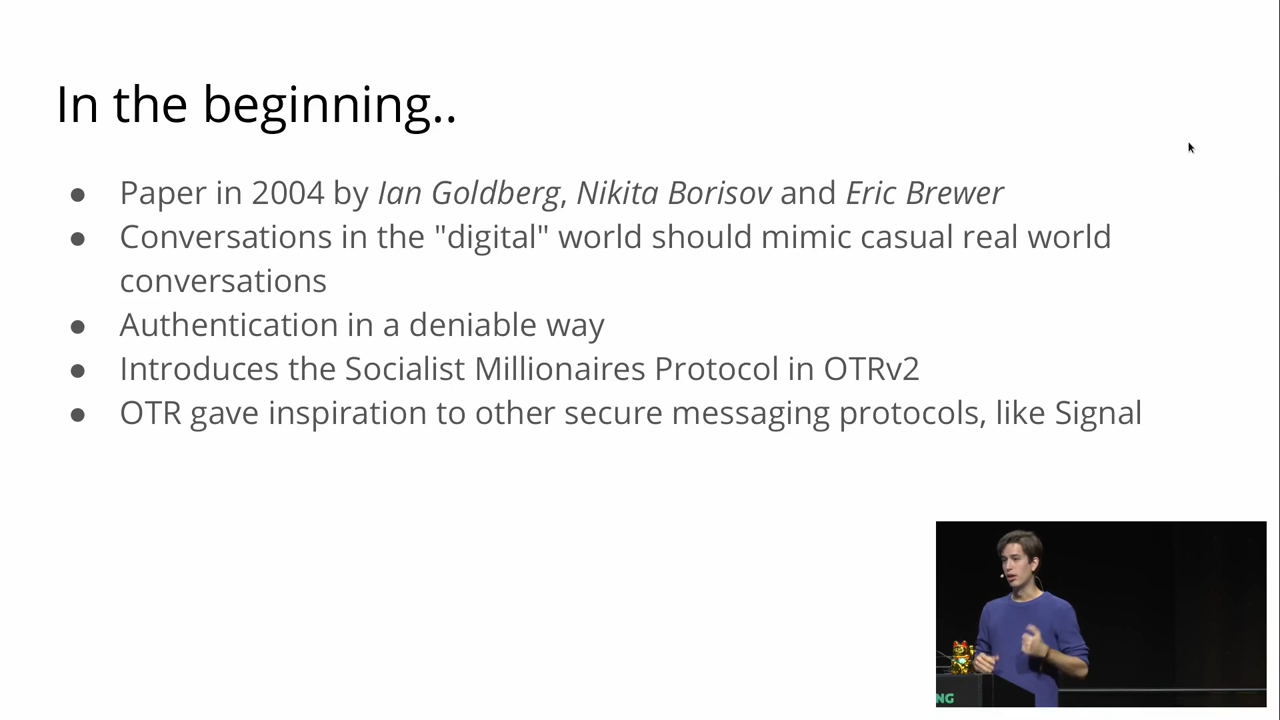 In the beginning..
● Paper in 2004 by Ian Goldberg, Nikita Borisov and Eric Brewer
● Conversations in the "digital" world should mimic casual real world
conversations
● Authentication in a deniable way
● Introduces the Socialist Millionaires Protocol in OTRv2
● OTR gave inspiration to other secure messaging protocols, like Signal
NG